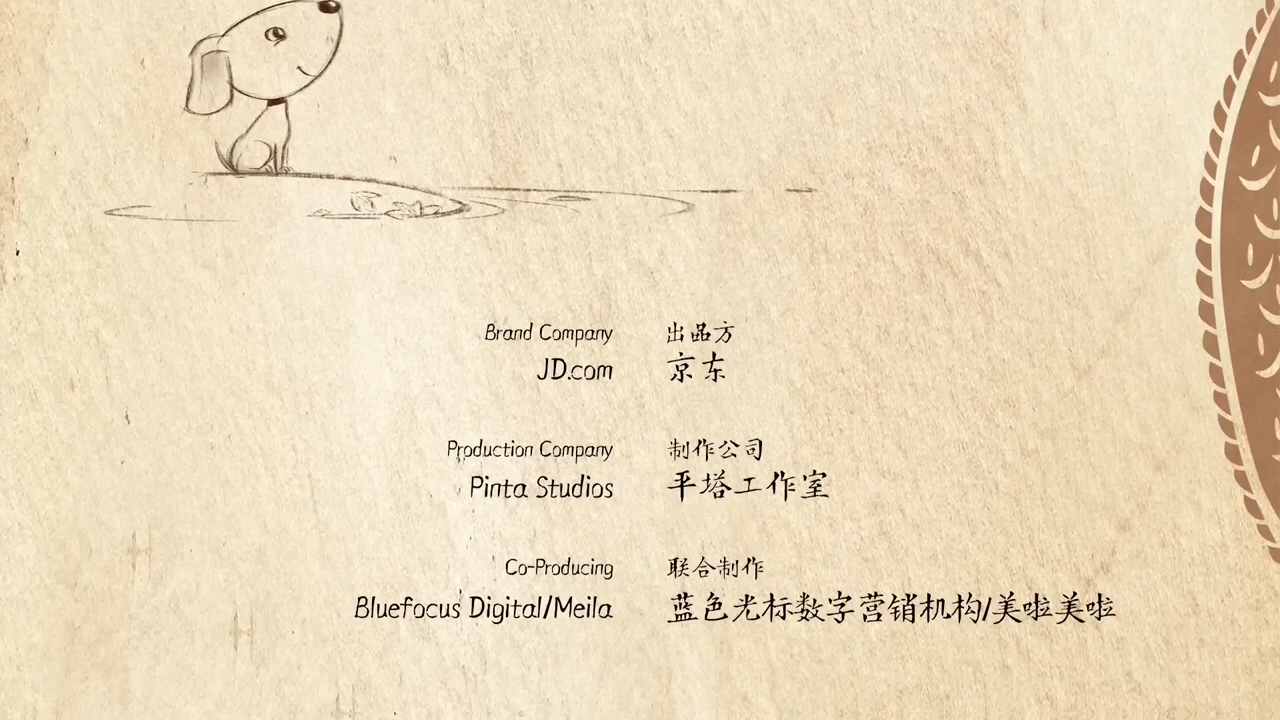 Brand Company 出品方
JD.com 京东
Production Company 制作公司
Pinta Studios 平塔工作室
Co-Producing 联合制作
Bluefocus Digital/Meila 蓝色光标数字营销机构/美啦美啦